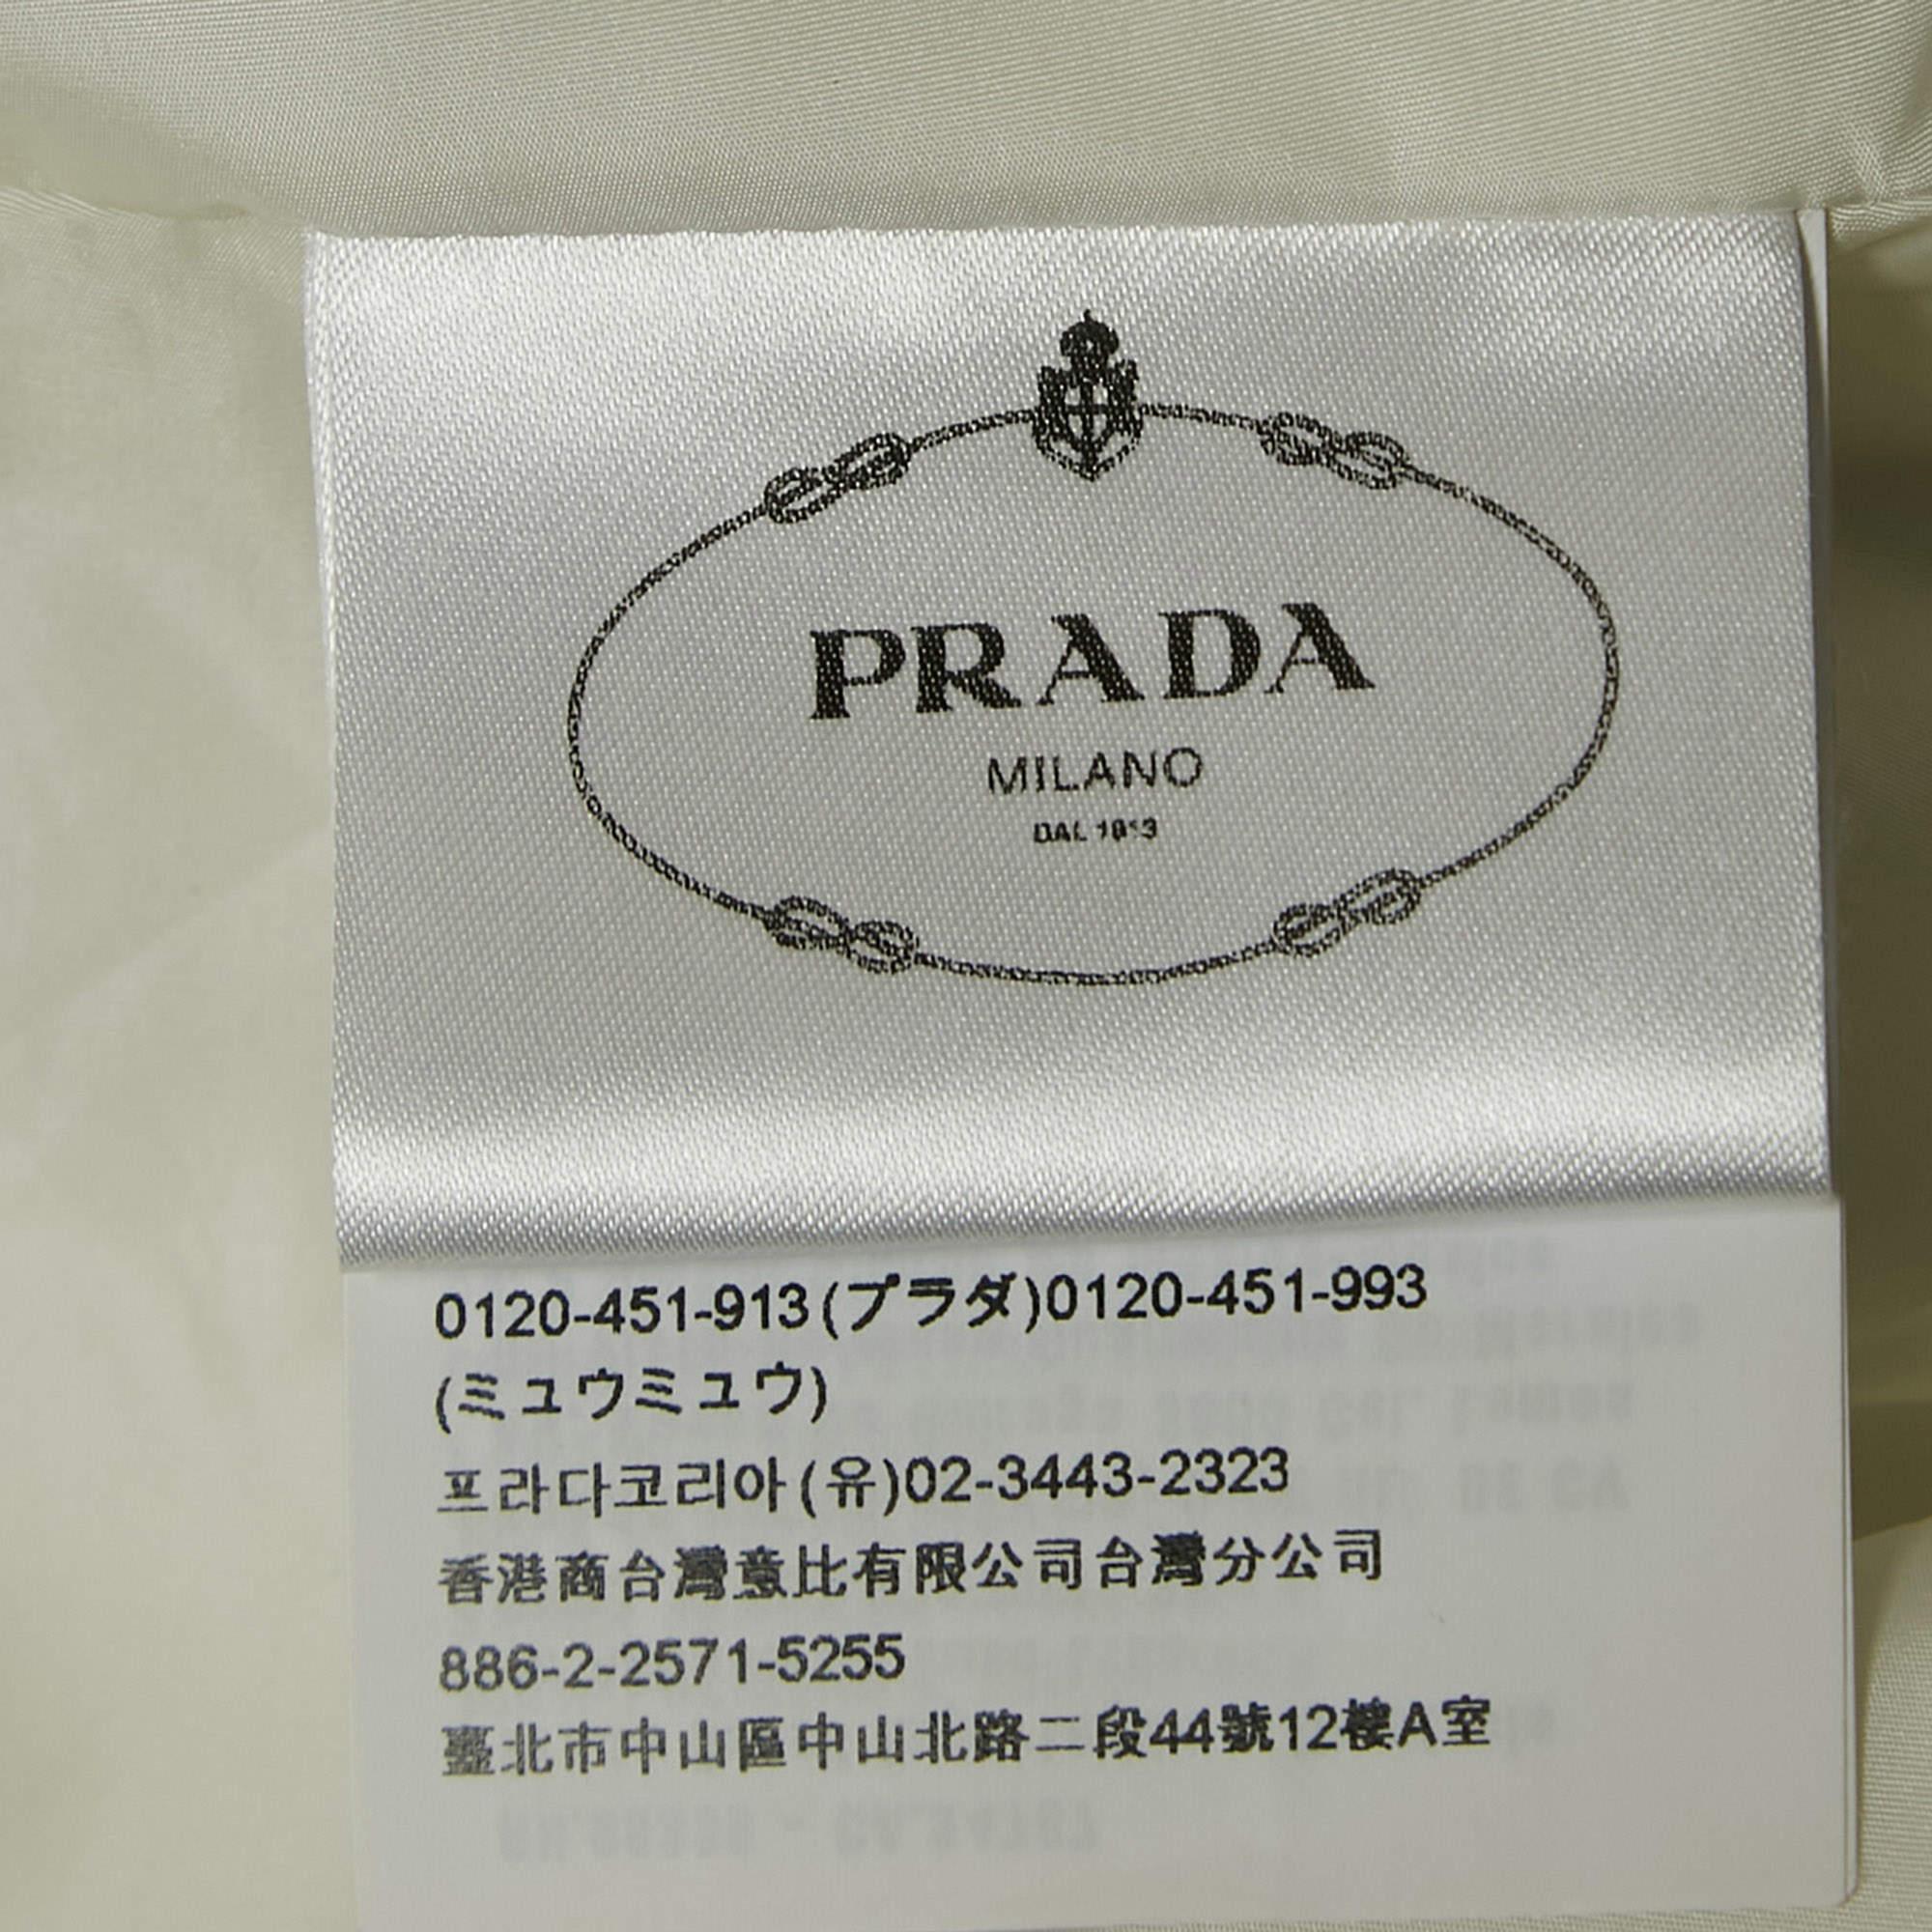 PRADA
MILANO
DAL 1913
0120-451-913(プラダ)0120-451-993
(ミュウミュウ)
프라다코리아(유)02-3443-2323
香港商台灣意比有限公司台灣分公司
886-2-2571-5255
臺北市中山區中山北路二段44號12樓A室